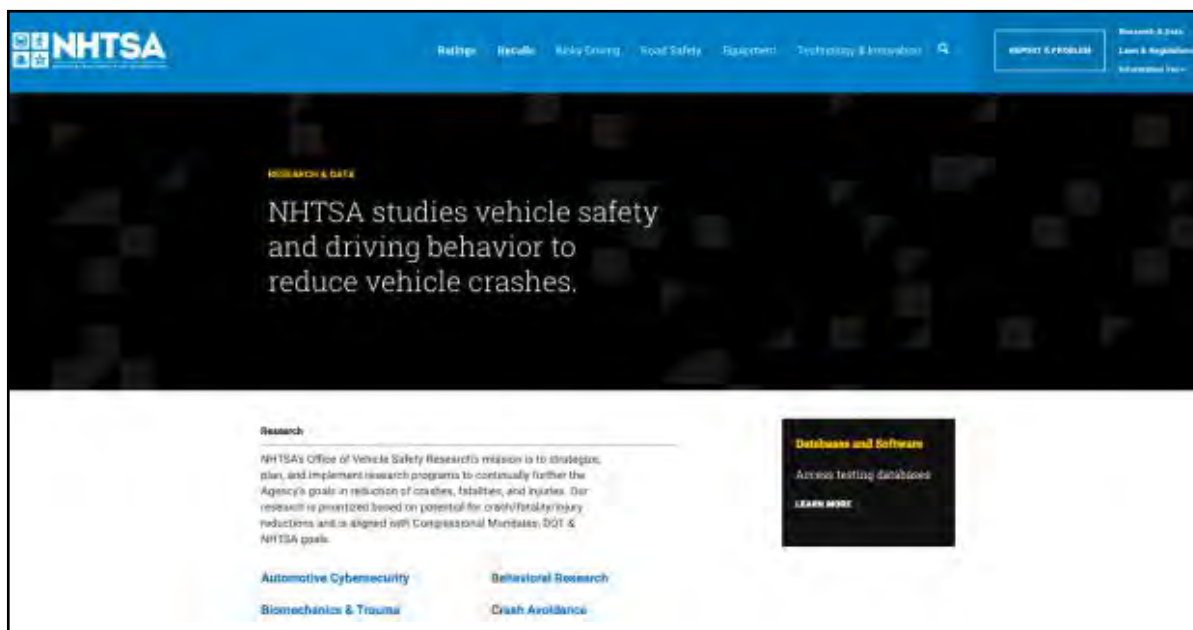 NHTSA
Ratings Recalls Risky Driving Road Safety Equipment Technology & Innovation
REPORT A PROBLEM
Research & Data
Laws & Regulations
RESEARCH & DATA
NHTSA studies vehicle safety
and driving behavior to
reduce vehicle crashes.
Research
NHTSA's Office of Vehicle Safety Research's mission is to strategize,
plan, and implement research programs to continually further the
Agency's goals in reduction of crashes, fatalities, and injuries. Our
research is prioritized based on potential for crash/fatality/injury
reductions and is aligned with Congressional Mandates, DOT &
NHTSA goals.
Databases and Software
Access testing databases
LEARN MORE
Automotive Cybersecurity Behavioral Research
Biomechanics & Trauma Crash Avoidance